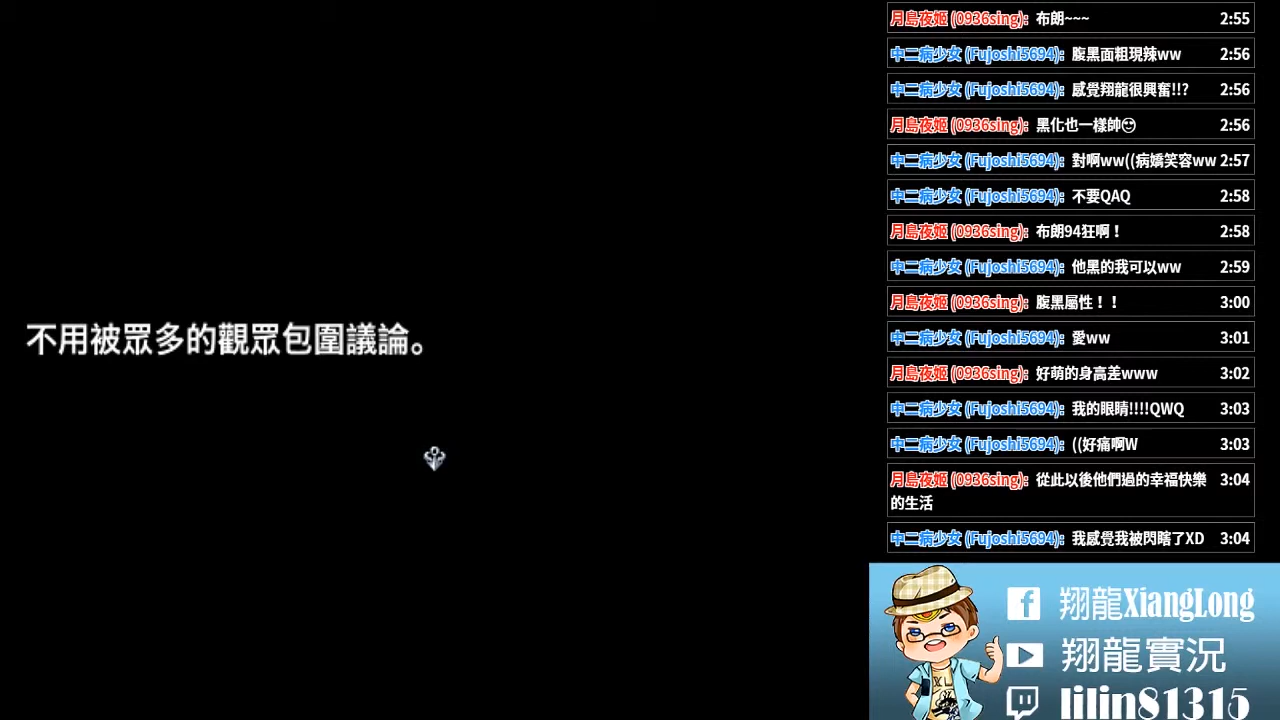 不用被眾多的觀眾包圍議論。
月島夜姬 (0936sing): 布朗~~~ 2:55
中二病少女 (Fujoshi5694): 腹黑面粗現辣ww 2:56
中二病少女 (Fujoshi5694): 感覺翔龍很興奮!!? 2:56
月島夜姬 (0936sing): 黑化也一樣帥😍 2:56
中二病少女 (Fujoshi5694): 對啊ww((病嬌笑容ww 2:57
中二病少女 (Fujoshi5694): 不要QAQ 2:58
月島夜姬 (0936sing): 布朗94狂啊！ 2:58
中二病少女 (Fujoshi5694): 他黑的我可以ww 2:59
月島夜姬 (0936sing): 腹黑屬性！！ 3:00
中二病少女 (Fujoshi5694): 愛ww 3:01
月島夜姬 (0936sing): 好萌的身高差www 3:02
中二病少女 (Fujoshi5694): 我的眼睛!!!!QWQ 3:03
中二病少女 (Fujoshi5694): ((好痛啊W 3:03
月島夜姬 (0936sing): 從此以後他們過的幸福快樂 3:04
的生活
中二病少女 (Fujoshi5694): 我感覺我被閃瞎了XD 3:04
翔龍XiangLong
翔龍實況
lilin81315
XL